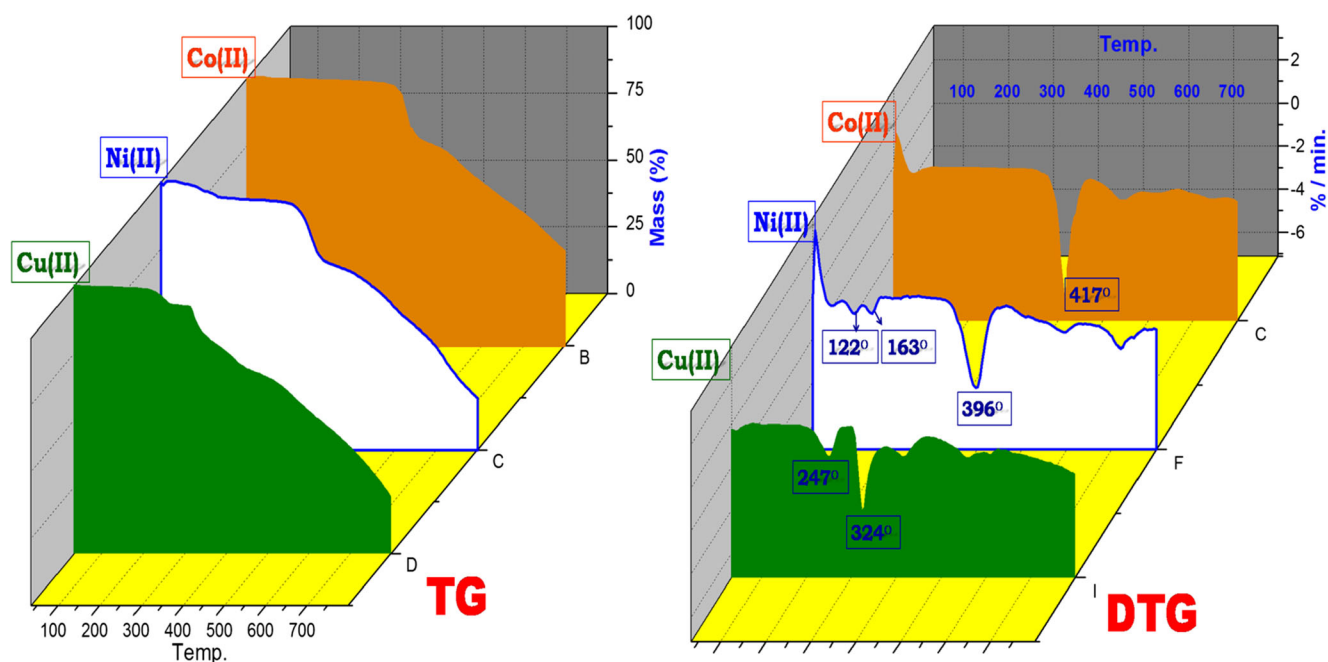 Co(II)
Ni(II)
Cu(II)
100
75
50
25
0
Mass (%)
B
C
D
100 200 300 400 500 600 700
Temp.
TG
Temp.
100 200 300 400 500 600 700
Co(II)
Ni(II)
Cu(II)
2
0
-2
-4
-6
% / min.
417⁰
122⁰
163⁰
396⁰
247⁰
324⁰
C
F
I
DTG